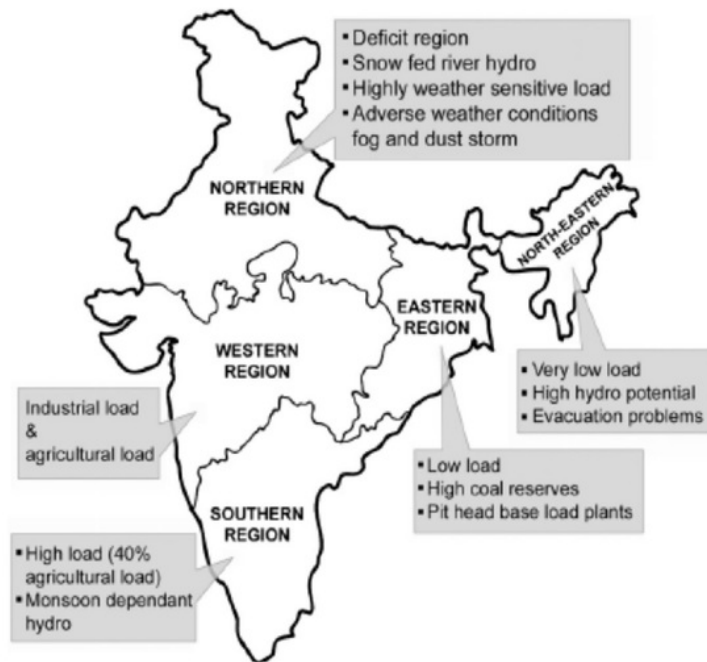 ▪ Deficit region
▪ Snow fed river hydro
▪ Highly weather sensitive load
▪ Adverse weather conditions
fog and dust storm
NORTHERN
REGION
NORTH-EASTERN
REGION
EASTERN
REGION
WESTERN
REGION
▪ Very low load
▪ High hydro potential
▪ Evacuation problems
Industrial load
&
agricultural load
▪ Low load
▪ High coal reserves
▪ Pit head base load plants
SOUTHERN
REGION
▪ High load (40%
agricultural load)
▪ Monsoon dependant
hydro